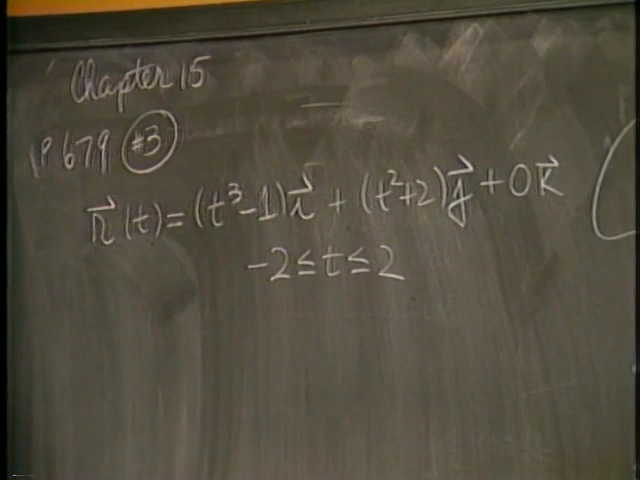 Chapter 15
P 679 #3
r⃗(t)=(t³-1)i⃗ + (t²+2)j⃗ + 0k⃗
-2≤t≤2